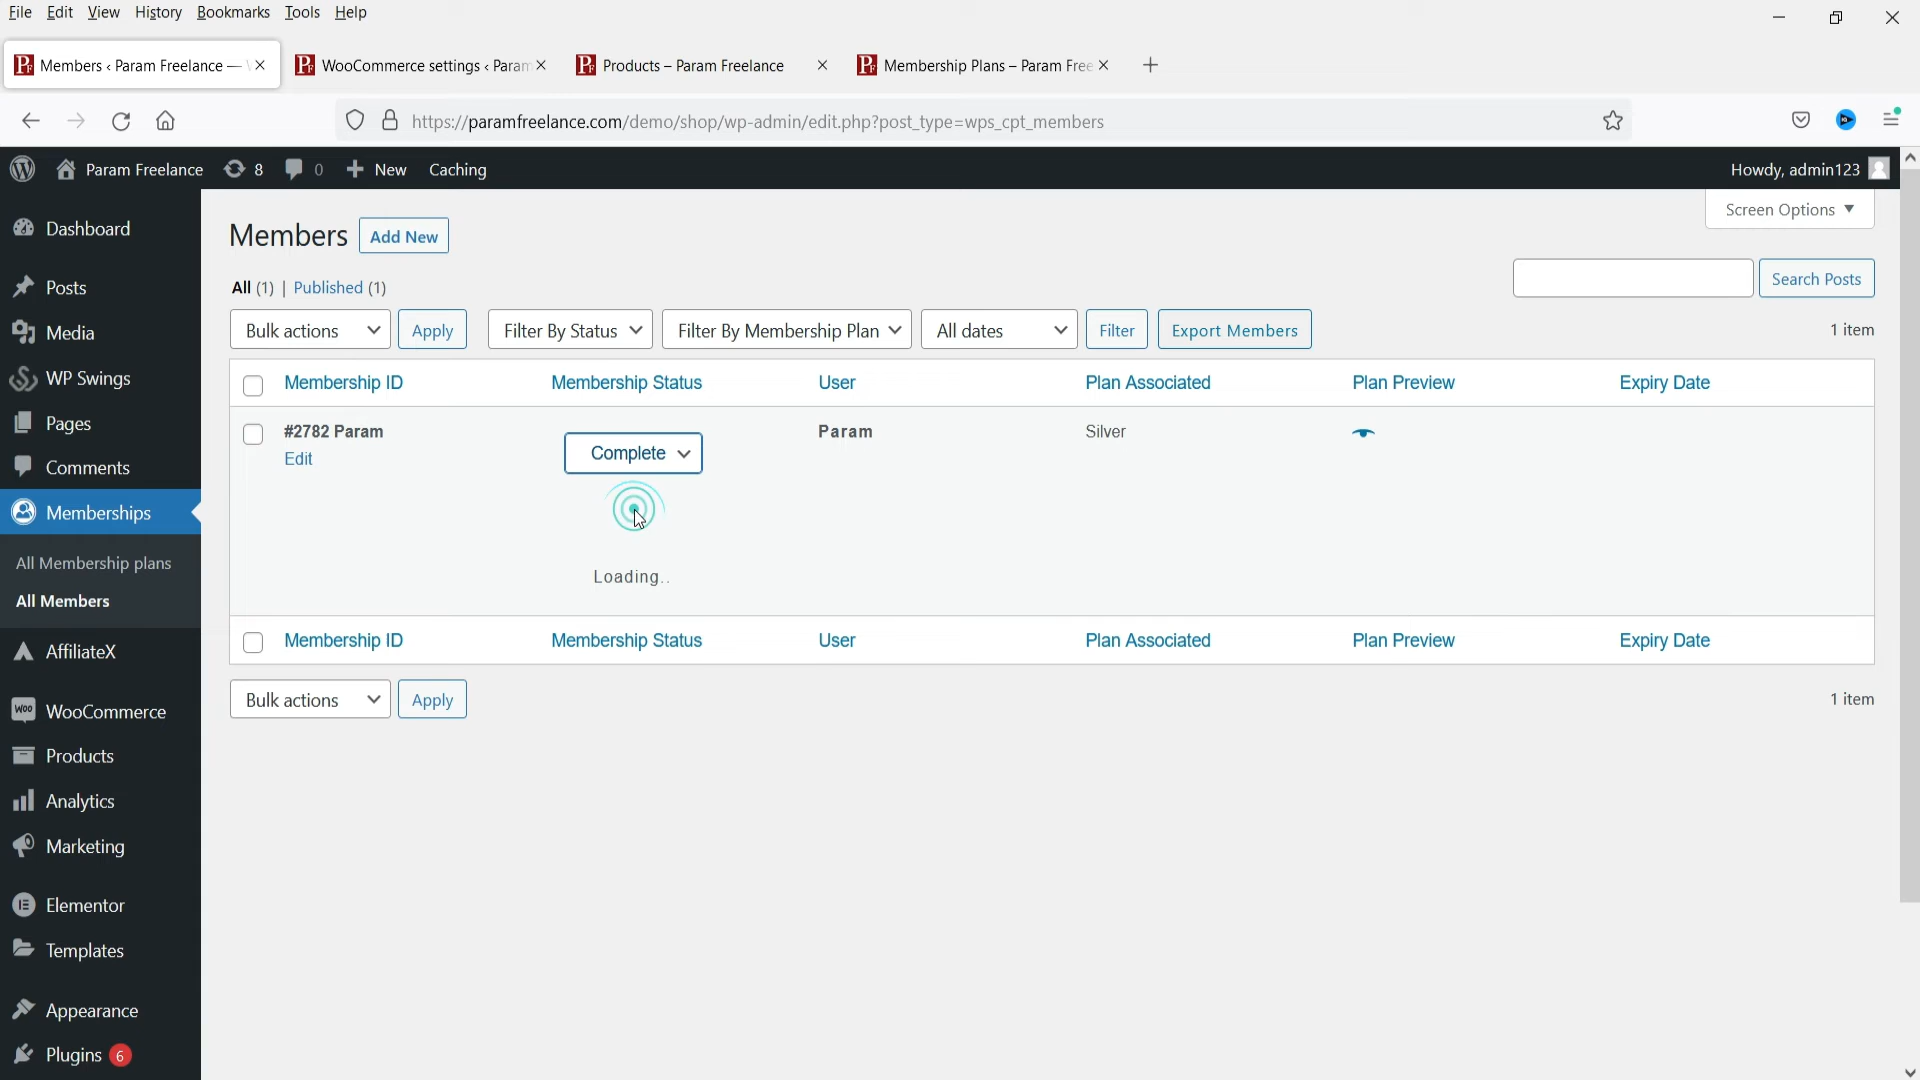 File Edit View History Bookmarks Tools Help
Members ‹ Param Freelance —
WooCommerce settings ‹ Param
Products – Param Freelance
Membership Plans – Param Free
https://paramfreelance.com/demo/shop/wp-admin/edit.php?post_type=wps_cpt_members
Param Freelance 8 0 New Caching Howdy, admin123
Screen Options
Dashboard
Posts
Media
WP Swings
Pages
Comments
Memberships
All Membership plans
All Members
AffiliateX
WooCommerce
Products
Analytics
Marketing
Elementor
Templates
Appearance
Plugins 6
Members Add New
All (1) | Published (1)
Search Posts
Bulk actions Apply Filter By Status Filter By Membership Plan All dates Filter Export Members 1 item
Membership ID Membership Status User Plan Associated Plan Preview Expiry Date
#2782 Param Complete Param Silver
Edit
Loading..
Membership ID Membership Status User Plan Associated Plan Preview Expiry Date
Bulk actions Apply 1 item